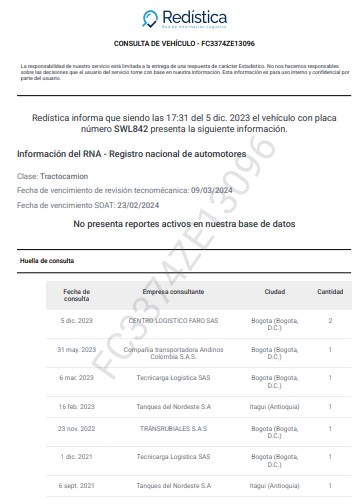 Redística
Red de Información Logística
CONSULTA DE VEHÍCULO - FC3374ZE13096
La responsabilidad de nuestro servicio está limitada a la entrega de una respuesta de carácter Estadístico. No nos hacemos responsables
sobre las decisiones que el usuario del servicio tome con base en nuestra información. Esta información es para uso interno y confidencial por
parte del usuario.
Redística informa que siendo las 17:31 del 5 dic. 2023 el vehículo con placa
número SWL842 presenta la siguiente información.
Información del RNA - Registro nacional de automotores
Clase: Tractocamion
Fecha de vencimiento de revisión tecnomécanica: 09/03/2024
Fecha de vencimiento SOAT: 23/02/2024
No presenta reportes activos en nuestra base de datos
Huella de consulta
Fecha de consulta Empresa consultante Ciudad Cantidad
5 dic. 2023 CENTRO LOGISTICO FARO SAS Bogota (Bogota, D.C.) 2
31 may. 2023 Compañia transportadora Andinos Colombia S.A.S. Bogota (Bogota, D.C.) 1
6 mar. 2023 Tecnicarga Logistica SAS Bogota (Bogota, D.C.) 1
16 feb. 2023 Tanques del Nordeste S.A Itagui (Antioquia) 1
23 nov. 2022 TRANSRUBIALES S.A.S Bogota (Bogota, D.C.) 1
1 dic. 2021 Tecnicarga Logistica SAS Bogota (Bogota, D.C.) 1
6 sept. 2021 Tanques del Nordeste S.A Itagui (Antioquia) 1
FC3374ZE13096